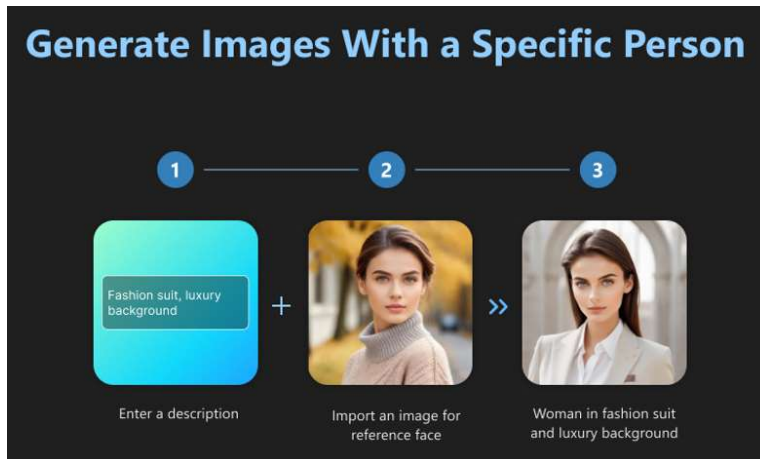 Generate Images With a Specific Person
1
2
3
Fashion suit, luxury
background
Enter a description
Import an image for
reference face
Woman in fashion suit
and luxury background